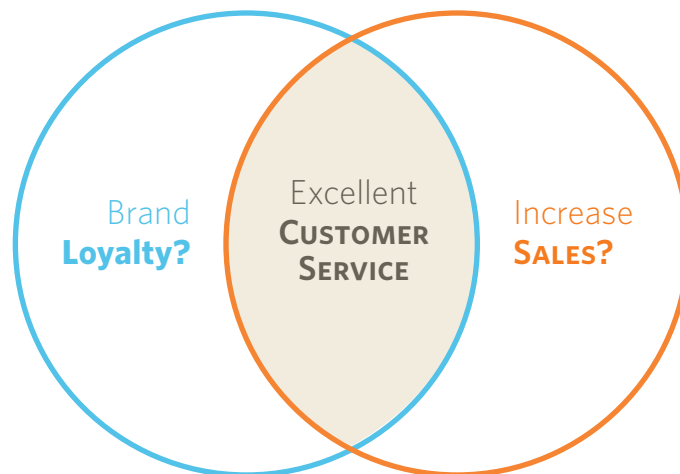 Brand
Loyalty?
Excellent
CUSTOMER
SERVICE
Increase
SALES?